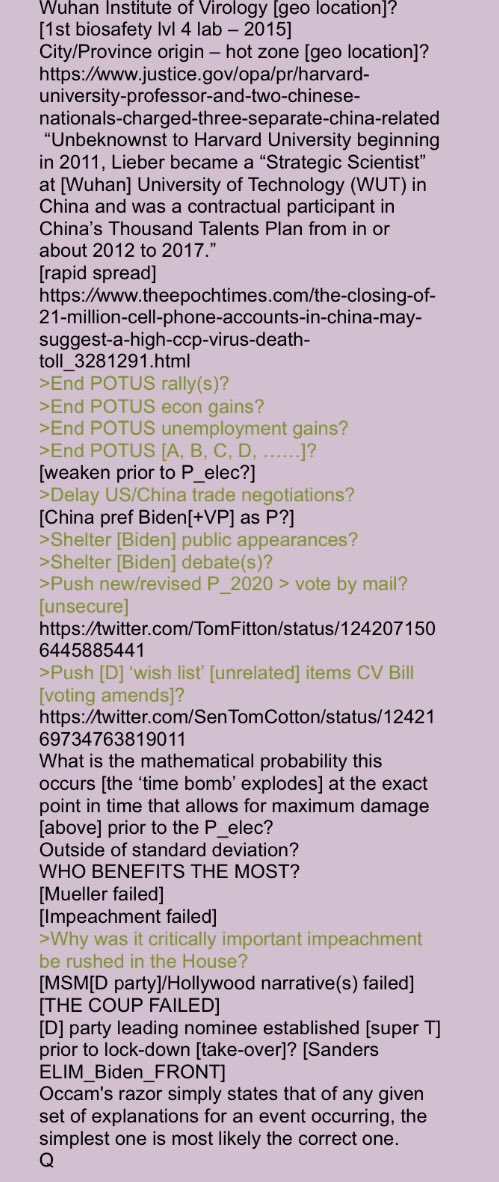 Wuhan Institute of Virology [geo location]?
[1st biosafety lvl 4 lab – 2015]
City/Province origin – hot zone [geo location]?
https://www.justice.gov/opa/pr/harvard-
university-professor-and-two-chinese-
nationals-charged-three-separate-china-related
“Unbeknownst to Harvard University beginning
in 2011, Lieber became a “Strategic Scientist”
at [Wuhan] University of Technology (WUT) in
China and was a contractual participant in
China’s Thousand Talents Plan from in or
about 2012 to 2017.”
[rapid spread]
https://www.theepochtimes.com/the-closing-of-
21-million-cell-phone-accounts-in-china-may-
suggest-a-high-ccp-virus-death-
toll_3281291.html
>End POTUS rally(s)?
>End POTUS econ gains?
>End POTUS unemployment gains?
>End POTUS [A, B, C, D, ……]?
[weaken prior to P_elec?]
>Delay US/China trade negotiations?
[China pref Biden[+VP] as P?]
>Shelter [Biden] public appearances?
>Shelter [Biden] debate(s)?
>Push new/revised P_2020 > vote by mail?
[unsecure]
https://twitter.com/TomFitton/status/124207150
6445885441
>Push [D] ‘wish list’ [unrelated] items CV Bill
[voting amends]?
https://twitter.com/SenTomCotton/status/12421
69734763819011
What is the mathematical probability this
occurs [the ‘time bomb’ explodes] at the exact
point in time that allows for maximum damage
[above] prior to the P_elec?
Outside of standard deviation?
WHO BENEFITS THE MOST?
[Mueller failed]
[Impeachment failed]
>Why was it critically important impeachment
be rushed in the House?
[MSM[D party]/Hollywood narrative(s) failed]
[THE COUP FAILED]
[D] party leading nominee established [super T]
prior to lock-down [take-over]? [Sanders
ELIM_Biden_FRONT]
Occam's razor simply states that of any given
set of explanations for an event occurring, the
simplest one is most likely the correct one.
Q